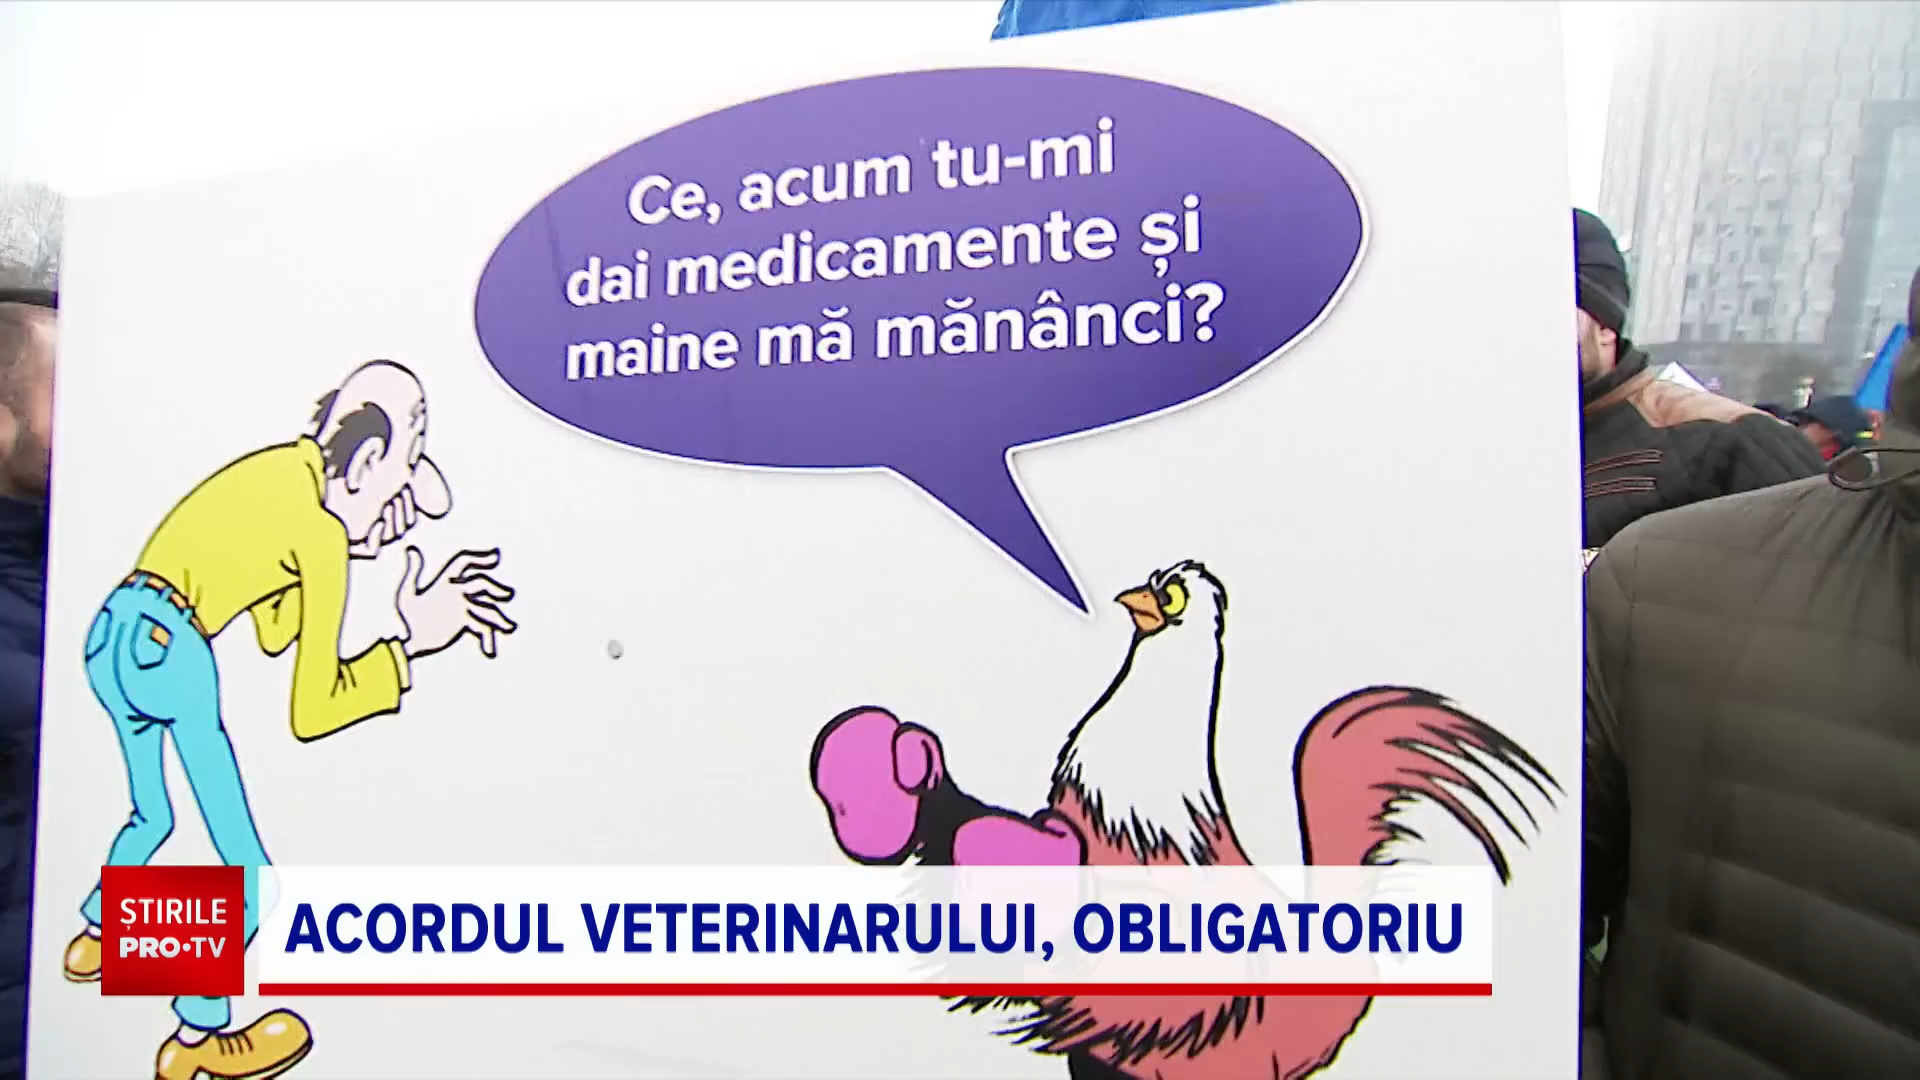 Ce, acum tu-mi
dai medicamente și
maine mă mănânci?
ȘTIRILE
PRO•TV
ACORDUL VETERINARULUI, OBLIGATORIU